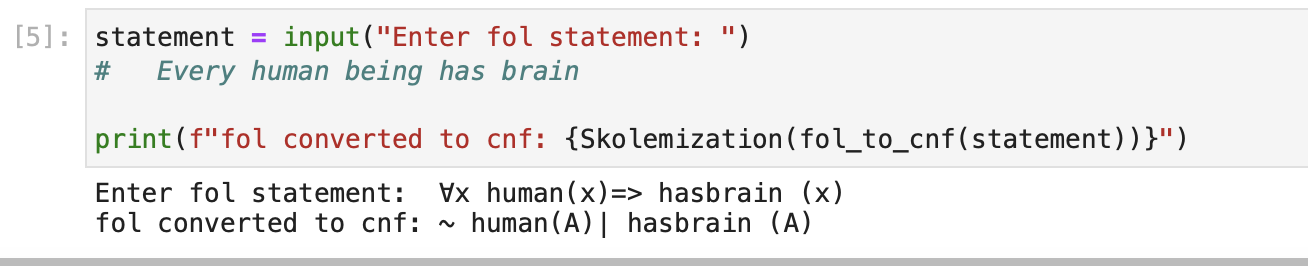 [5]: statement = input("Enter fol statement: ")
#   Every human being has brain
print(f"fol converted to cnf: {Skolemization(fol_to_cnf(statement))}")
Enter fol statement:  ∀x human(x)=> hasbrain (x)
fol converted to cnf: ~ human(A)| hasbrain (A)